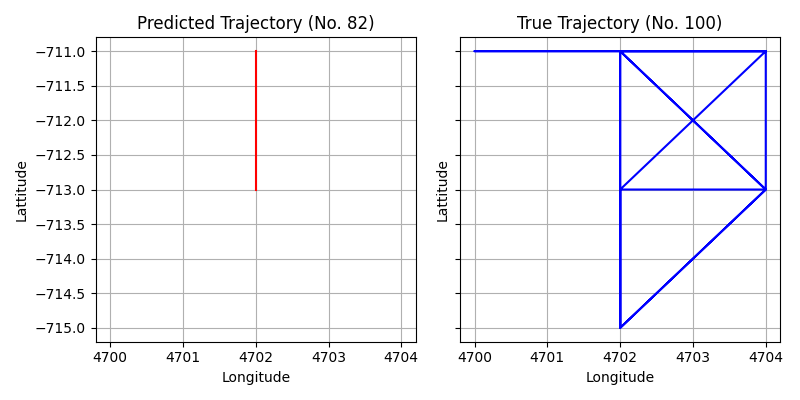 Predicted Trajectory (No. 82)
True Trajectory (No. 100)
−711.0
−711.5
−712.0
−712.5
−713.0
−713.5
−714.0
−714.5
−715.0
Lattitude
Lattitude
4700 4701 4702 4703 4704
4700 4701 4702 4703 4704
Longitude
Longitude